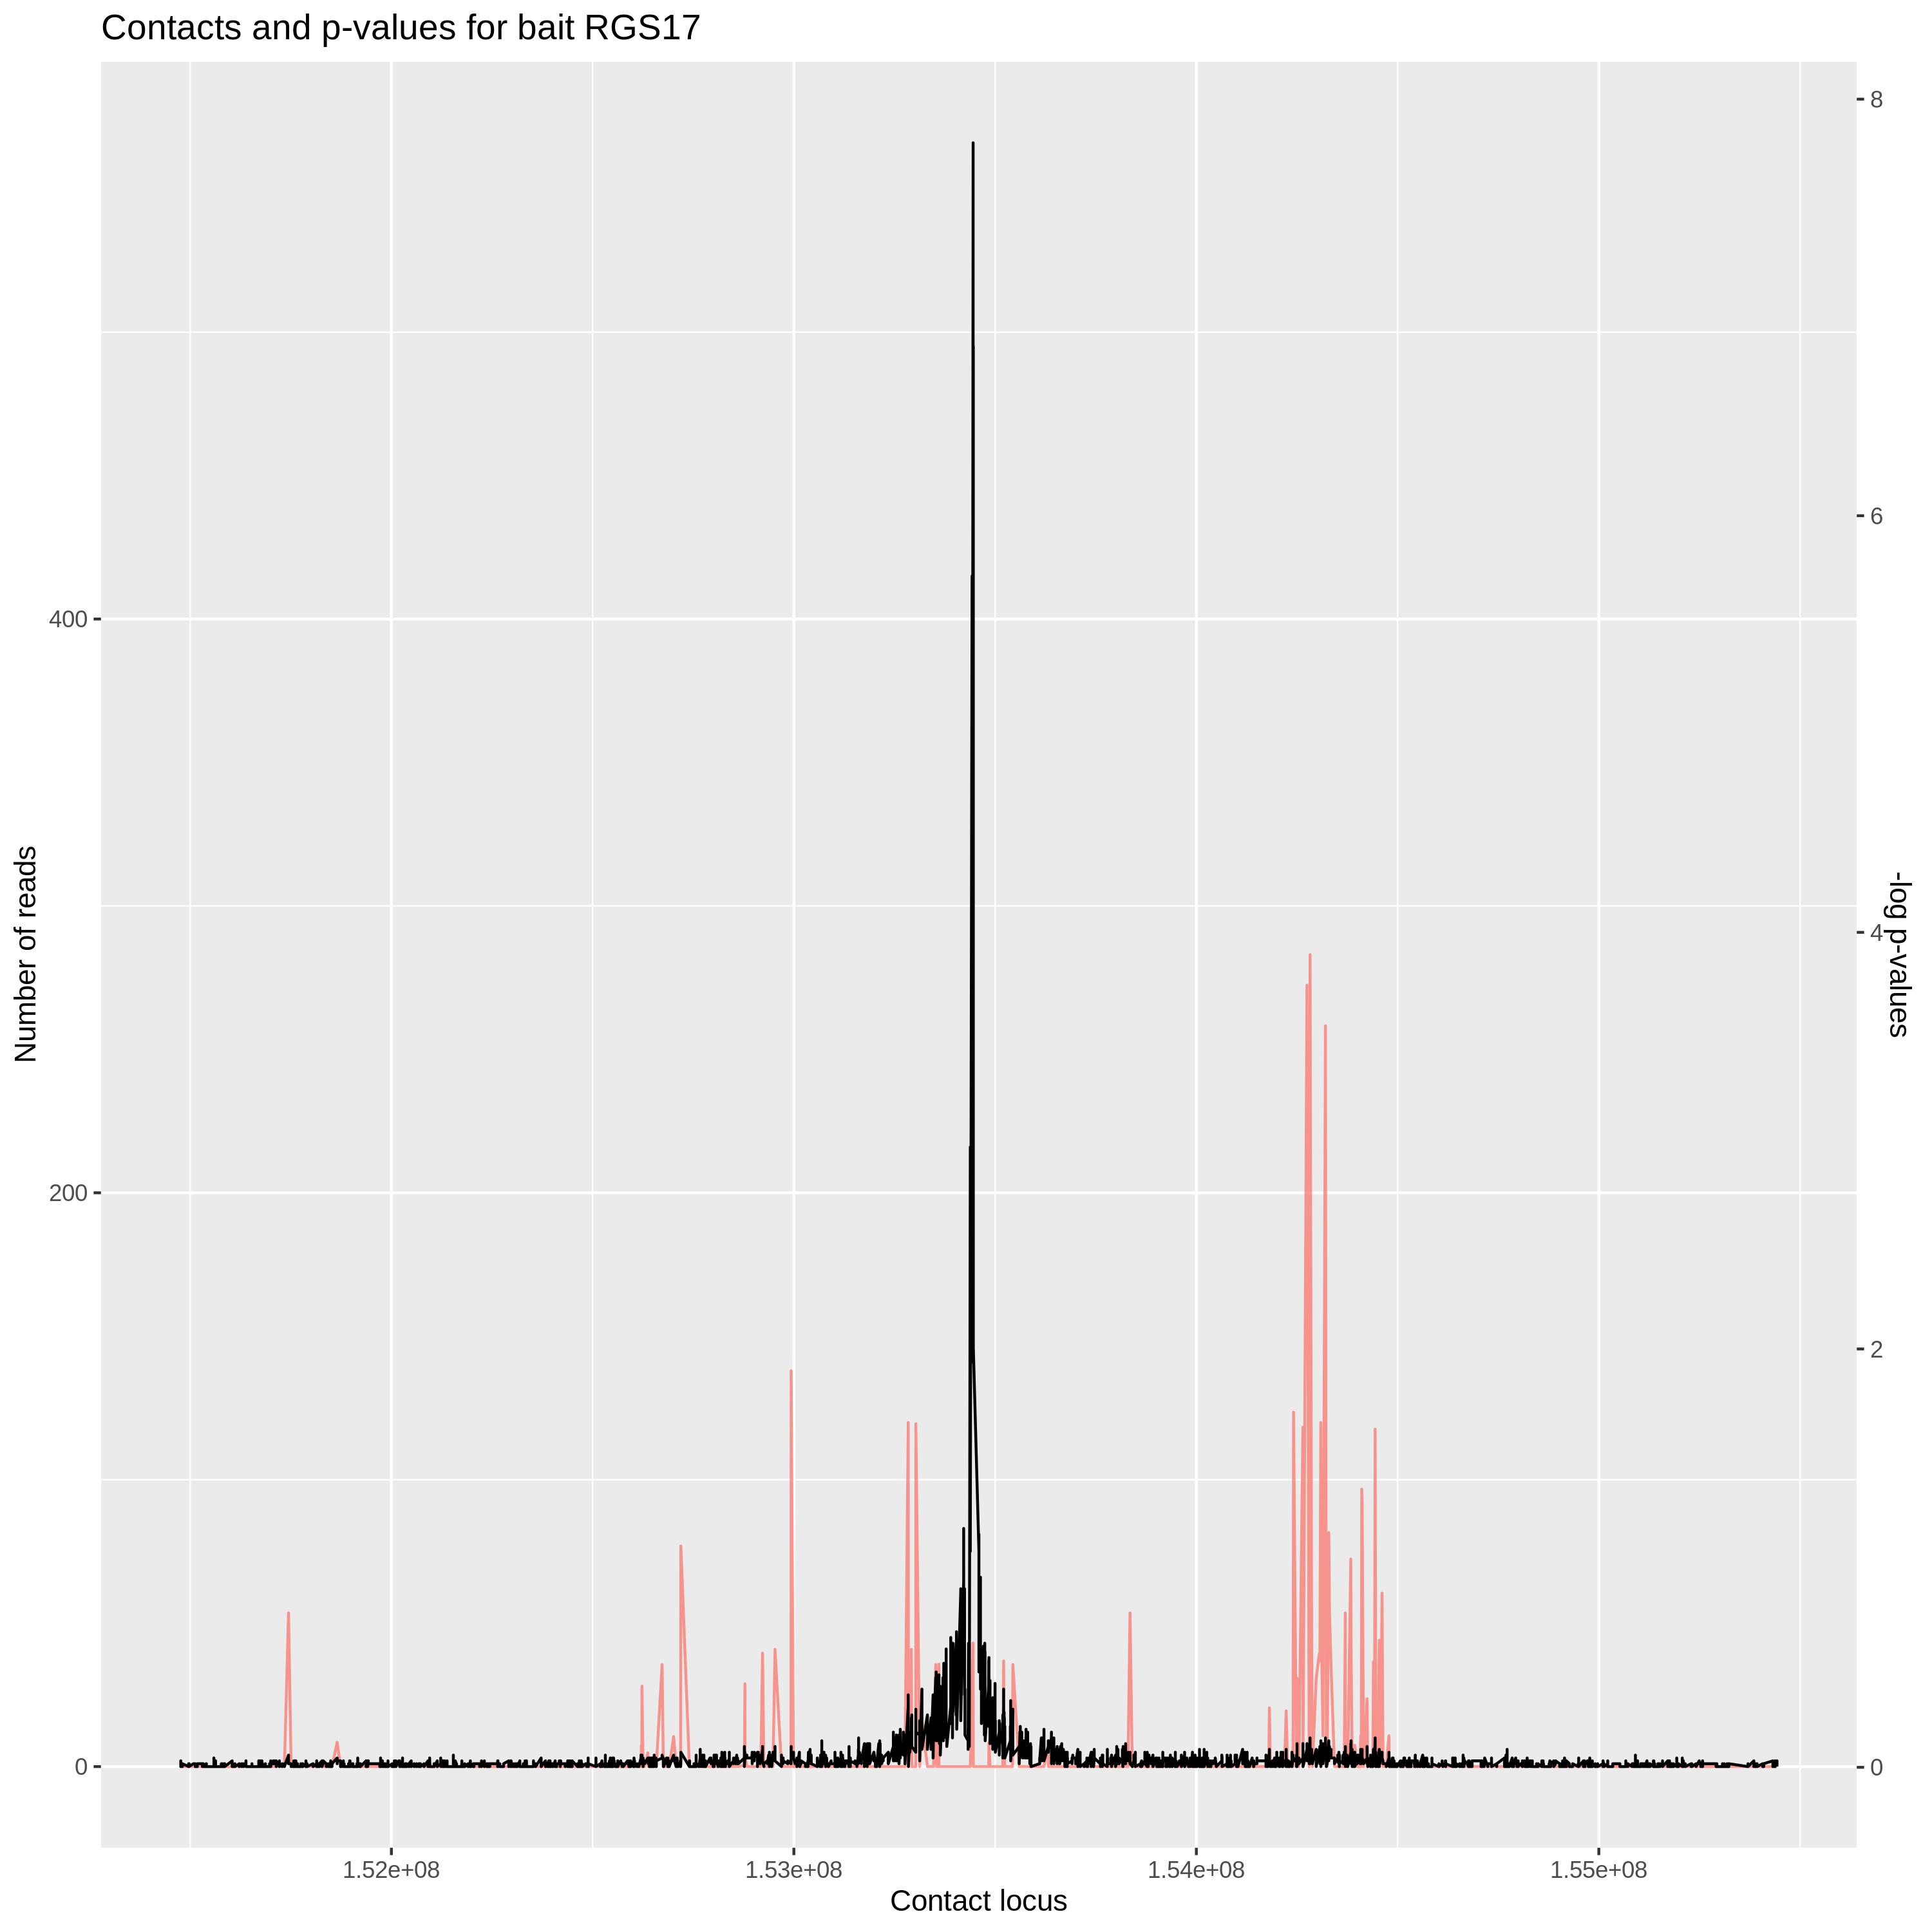 Contacts and p-values for bait RGS17
8
6
400
4
200
2
0
0
Number of reads
-log p-values
1.52e+08
1.53e+08
1.54e+08
1.55e+08
Contact locus